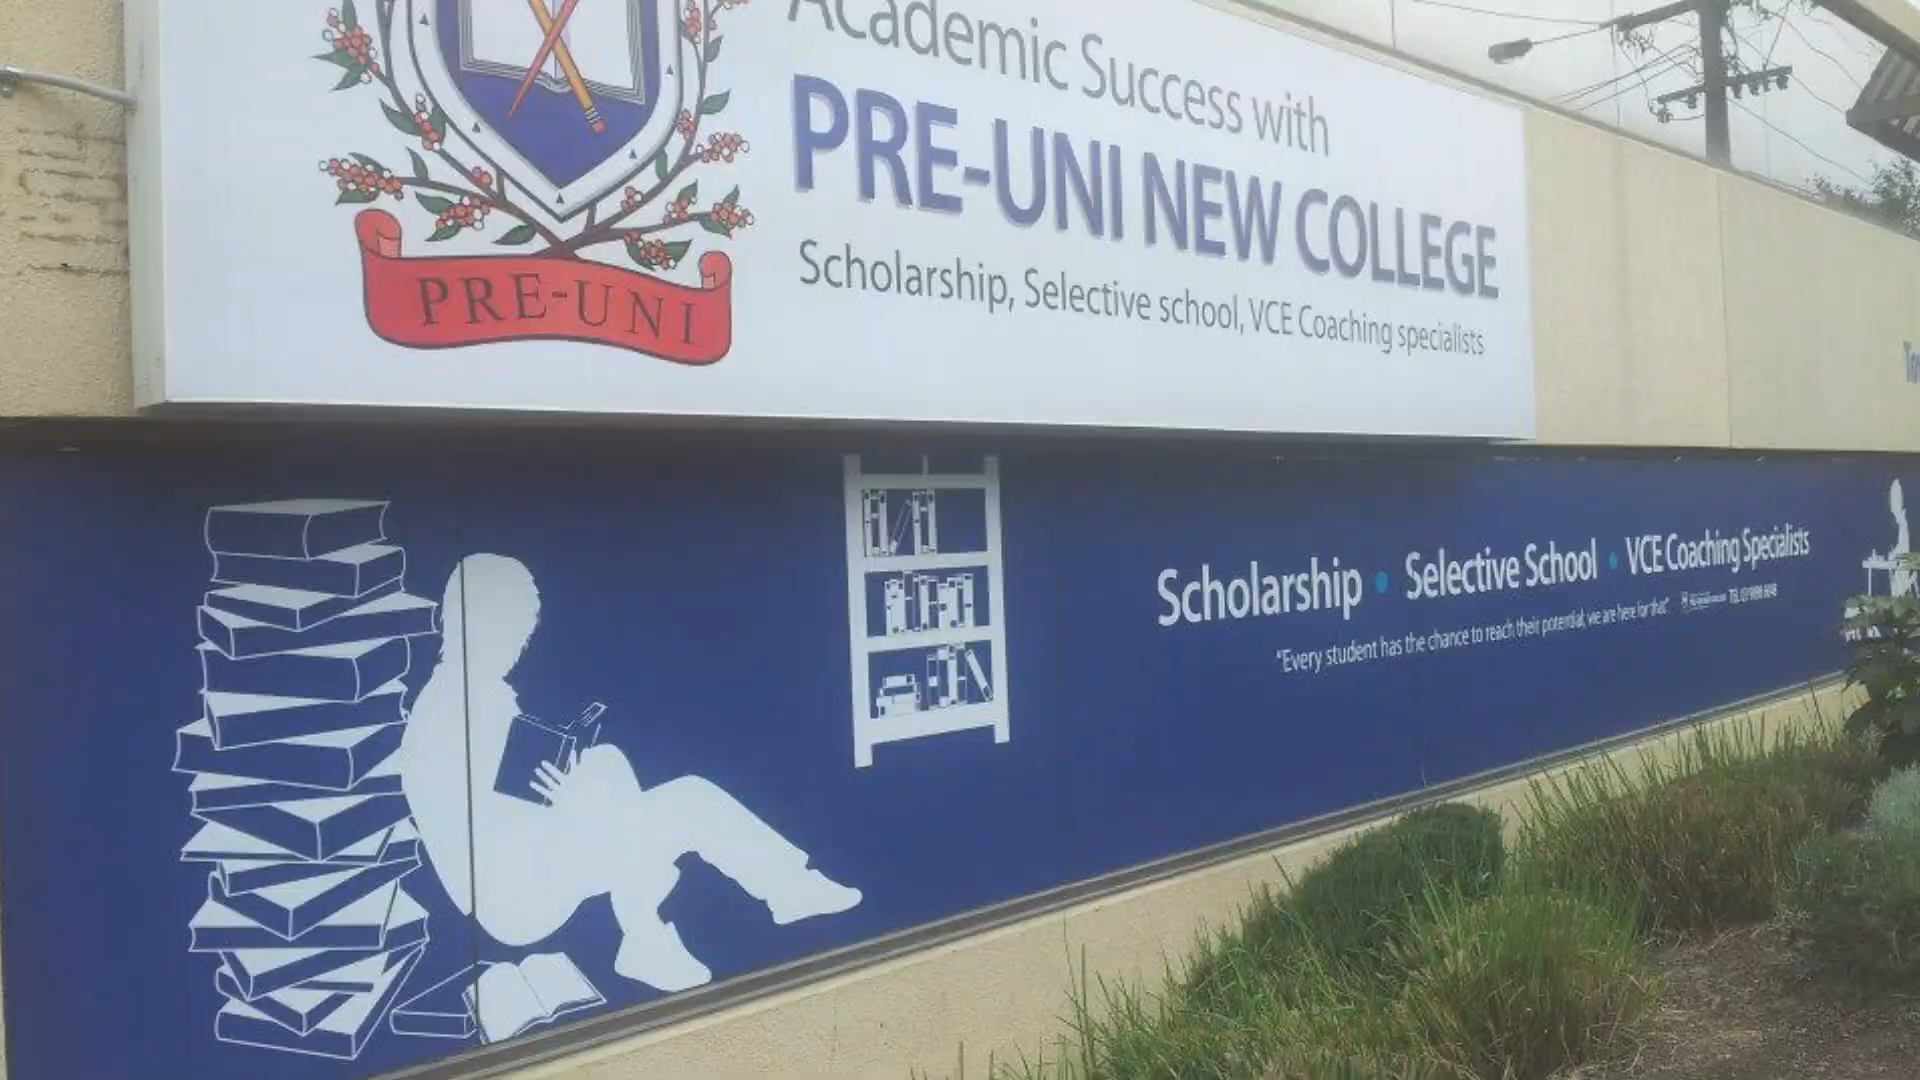 Academic Success with
PRE-UNI NEW COLLEGE
Scholarship, Selective school, VCE Coaching specialists
PRE-UNI
Scholarship • Selective School • VCE Coaching Specialists
"Every student has the chance to reach their potential, we are here for that"